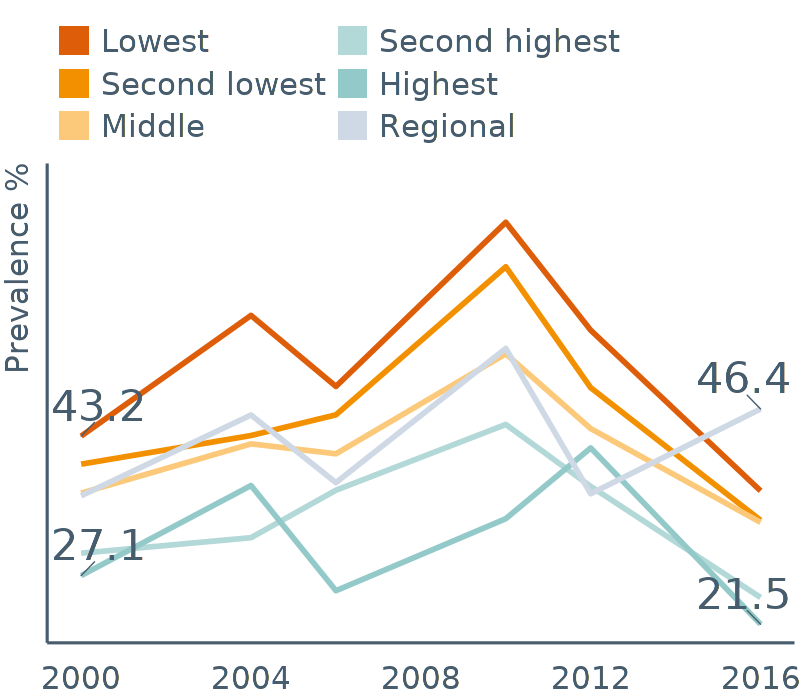 Lowest
Second lowest
Middle
Second highest
Highest
Regional
Prevalence %
43.2
27.1
46.4
21.5
2000 2004 2008 2012 2016